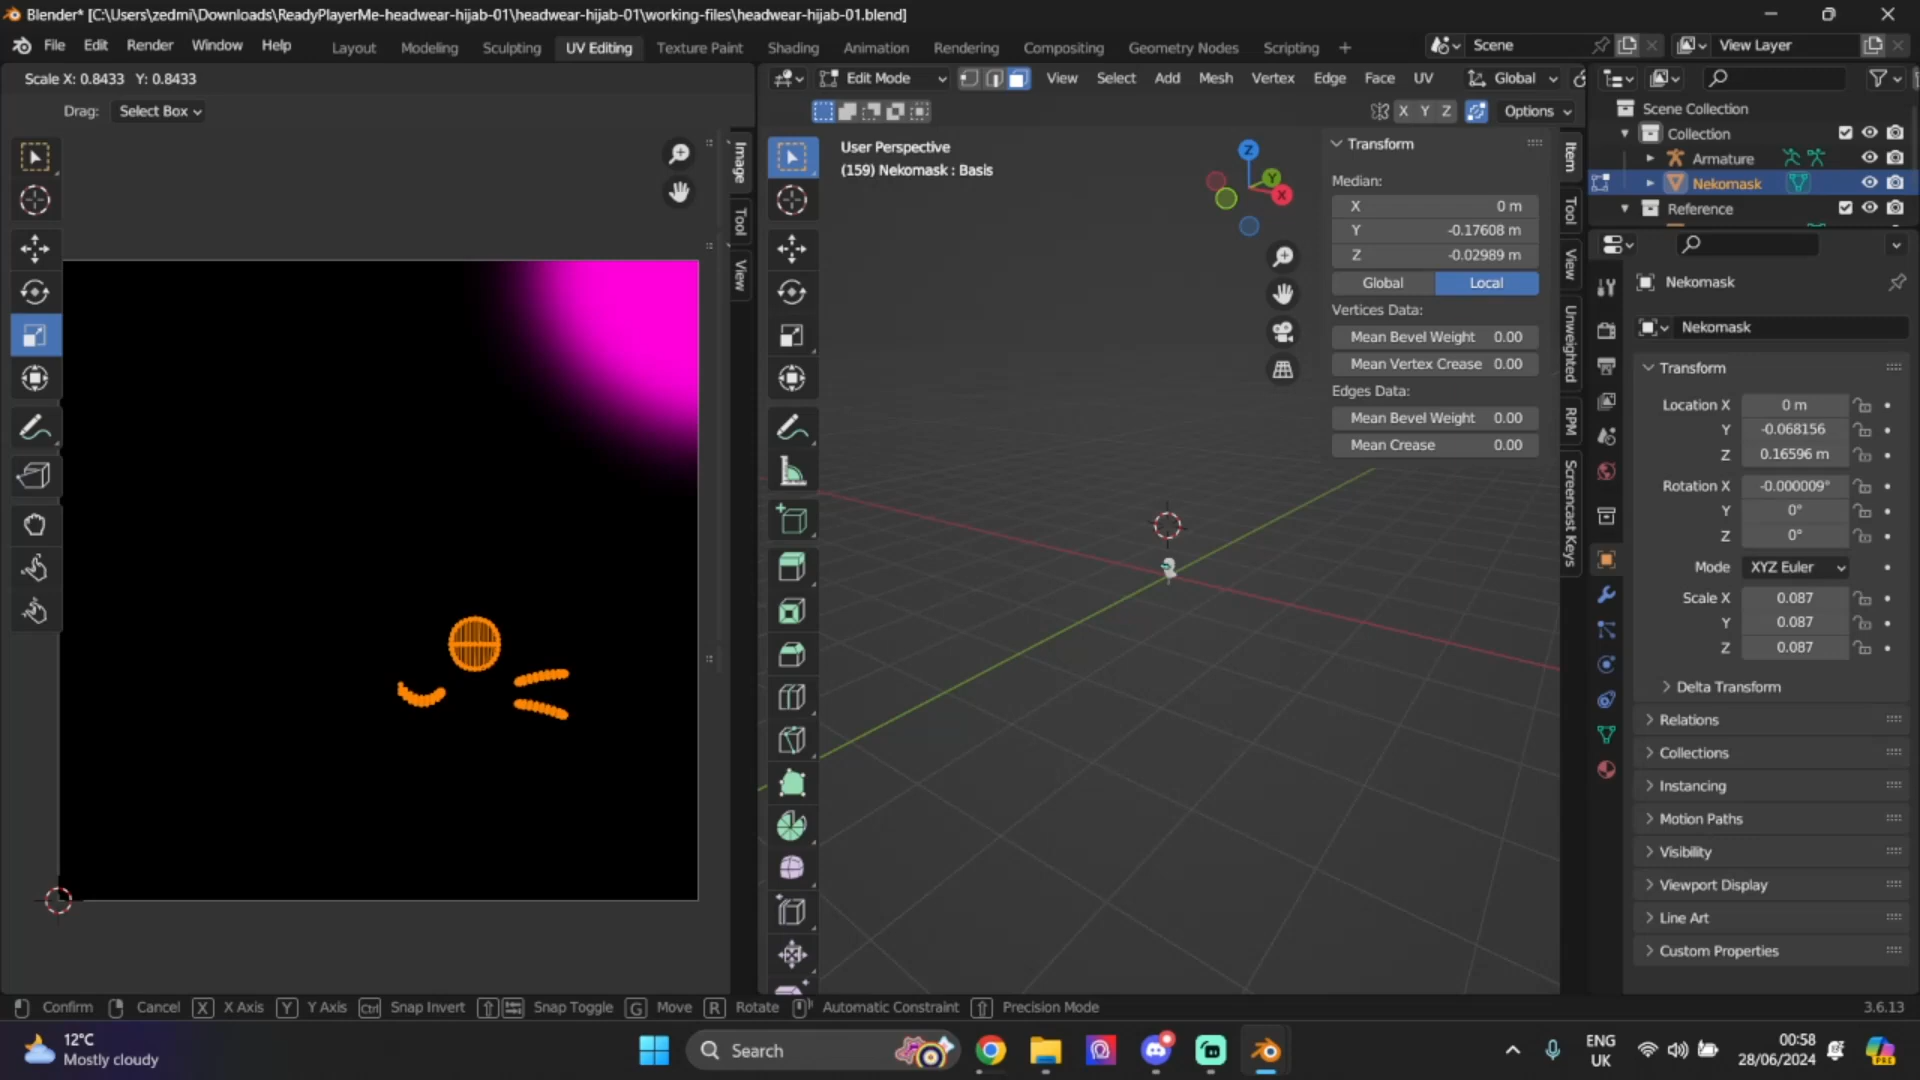 Blender* [C:\Users\zedmi\Downloads\ReadyPlayerMe-headwear-hijab-01\headwear-hijab-01\working-files\headwear-hijab-01.blend]
File Edit Render Window Help Layout Modeling Sculpting UV Editing Texture Paint Shading Animation Rendering Compositing Geometry Nodes Scripting + Scene View Layer
Scale X: 0.8433 Y: 0.8433
Edit Mode View Select Add Mesh Vertex Edge Face UV Global
Drag: Select Box
X Y Z Options
Image
Tool
View
User Perspective
(159) Nekomask : Basis
Z
Y
X
Transform
Median:
X 0 m
Y -0.17608 m
Z -0.02989 m
Global Local
Vertices Data:
Mean Bevel Weight 0.00
Mean Vertex Crease 0.00
Edges Data:
Mean Bevel Weight 0.00
Mean Crease 0.00
Item
Tool
View
Unweighted
RPM
Screencast Keys
Scene Collection
Collection
Armature
Nekomask
Reference
Nekomask
Nekomask
Transform
Location X 0 m
Y -0.068156
Z 0.16596 m
Rotation X -0.000009°
Y 0°
Z 0°
Mode XYZ Euler
Scale X 0.087
Y 0.087
Z 0.087
Delta Transform
Relations
Collections
Instancing
Motion Paths
Visibility
Viewport Display
Line Art
Custom Properties
Confirm Cancel X X Axis Y Y Axis Ctrl Snap Invert Snap Toggle G Move R Rotate Automatic Constraint Precision Mode 3.6.13
12°C
Mostly cloudy
Search
ENG
UK
00:58
28/06/2024
PRE